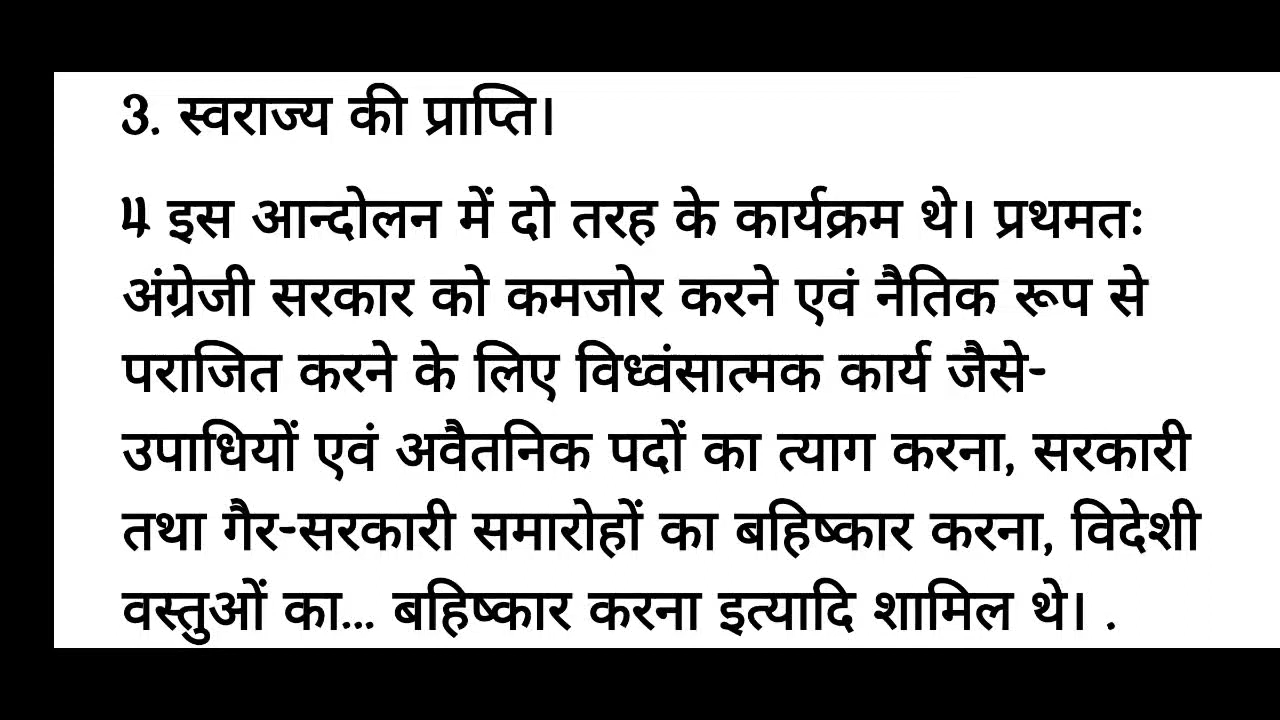 3. स्वराज्य की प्राप्ति।
4 इस आन्दोलन में दो तरह के कार्यक्रम थे। प्रथमतः
अंग्रेजी सरकार को कमजोर करने एवं नैतिक रूप से
पराजित करने के लिए विध्वंसात्मक कार्य जैसे-
उपाधियों एवं अवैतनिक पदों का त्याग करना, सरकारी
तथा गैर-सरकारी समारोहों का बहिष्कार करना, विदेशी
वस्तुओं का... बहिष्कार करना इत्यादि शामिल थे। .